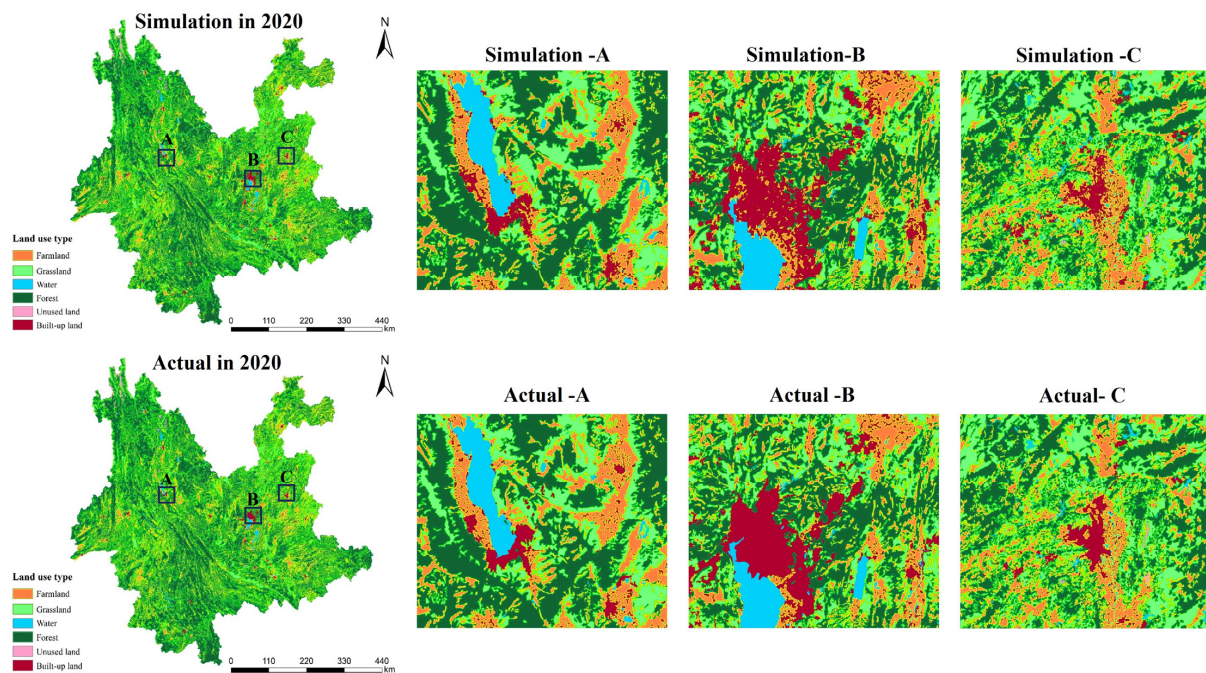 Simulation in 2020
N
A
B
C
Land use type
Farmland
Grassland
Water
Forest
Unused land
Built-up land
0 110 220 330 440
km
Simulation -A
Simulation-B
Simulation -C
Actual in 2020
N
A
B
C
Land use type
Farmland
Grassland
Water
Forest
Unused land
Built-up land
0 110 220 330 440
km
Actual -A
Actual -B
Actual- C